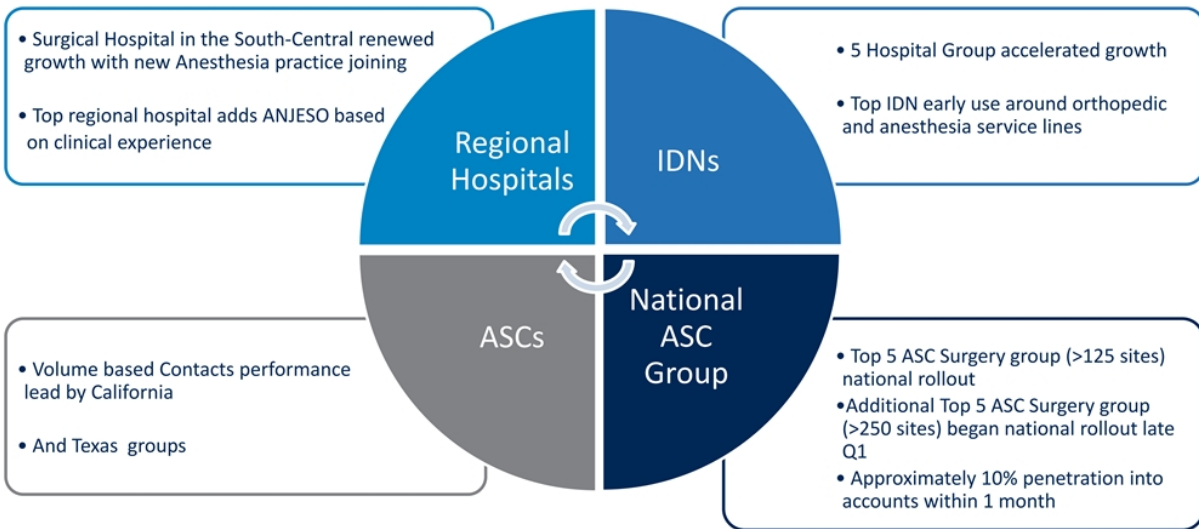 • Surgical Hospital in the South-Central renewed
growth with new Anesthesia practice joining
• Top regional hospital adds ANJESO based
on clinical experience
Regional
Hospitals
IDNs
• 5 Hospital Group accelerated growth
• Top IDN early use around orthopedic
and anesthesia service lines
ASCs
• Volume based Contacts performance
lead by California
• And Texas groups
National
ASC
Group
• Top 5 ASC Surgery group (>125 sites)
national rollout
•Additional Top 5 ASC Surgery group
(>250 sites) began national rollout late
Q1
• Approximately 10% penetration into
accounts within 1 month